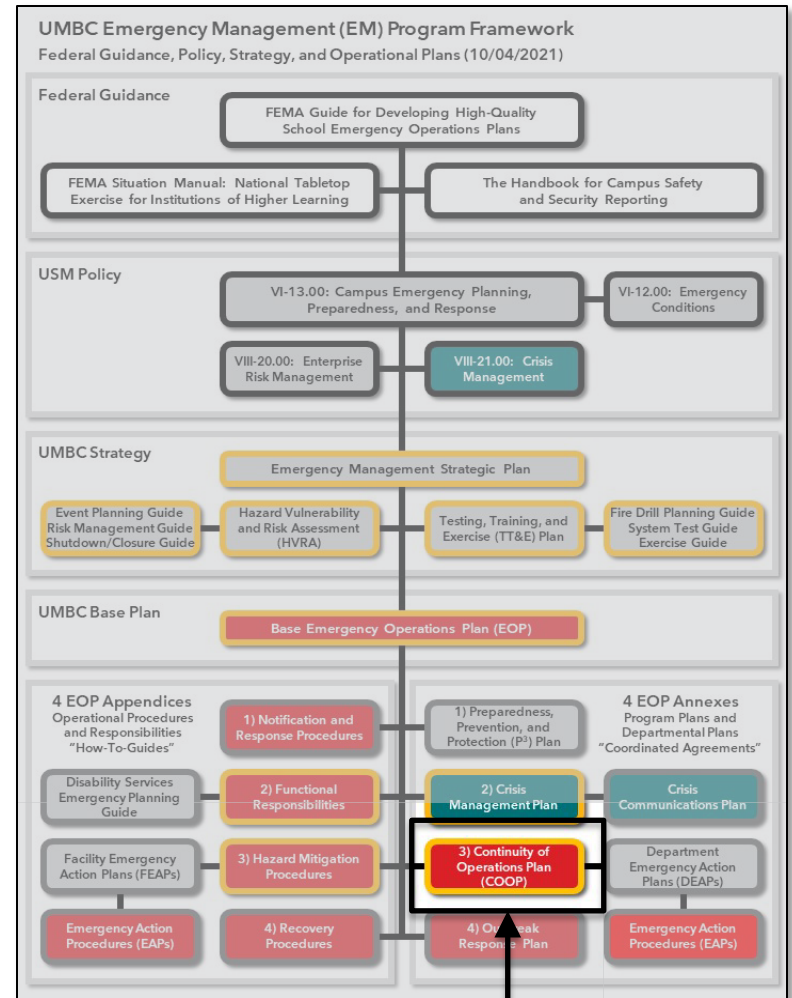 UMBC Emergency Management (EM) Program Framework
Federal Guidance, Policy, Strategy, and Operational Plans (10/04/2021)
Federal Guidance
FEMA Guide for Developing High-Quality
School Emergency Operations Plans
FEMA Situation Manual: National Tabletop
Exercise for Institutions of Higher Learning
The Handbook for Campus Safety
and Security Reporting
USM Policy
VI-13.00: Campus Emergency Planning,
Preparedness, and Response
VI-12.00: Emergency
Conditions
VIII-20.00: Enterprise
Risk Management
VIII-21.00: Crisis
Management
UMBC Strategy
Emergency Management Strategic Plan
Event Planning Guide
Risk Management Guide
Shutdown/Closure Guide
Hazard Vulnerability
and Risk Assessment
(HVRA)
Testing, Training, and
Exercise (TT&E) Plan
Fire Drill Planning Guide
System Test Guide
Exercise Guide
UMBC Base Plan
Base Emergency Operations Plan (EOP)
4 EOP Appendices
Operational Procedures
and Responsibilities
"How-To-Guides"
1) Notification and
Response Procedures
1) Preparedness,
Prevention, and
Protection (P³) Plan
4 EOP Annexes
Program Plans and
Departmental Plans
"Coordinated Agreements"
Disability Services
Emergency Planning
Guide
2) Functional
Responsibilities
2) Crisis
Management Plan
Crisis
Communications Plan
Facility Emergency
Action Plans (FEAPs)
3) Hazard Mitigation
Procedures
3) Continuity of
Operations Plan
(COOP)
Department
Emergency Action
Plans (DEAPs)
Emergency Action
Procedures (EAPs)
4) Recovery
Procedures
4)
Plan
Emergency Action
Procedures (EAPs)